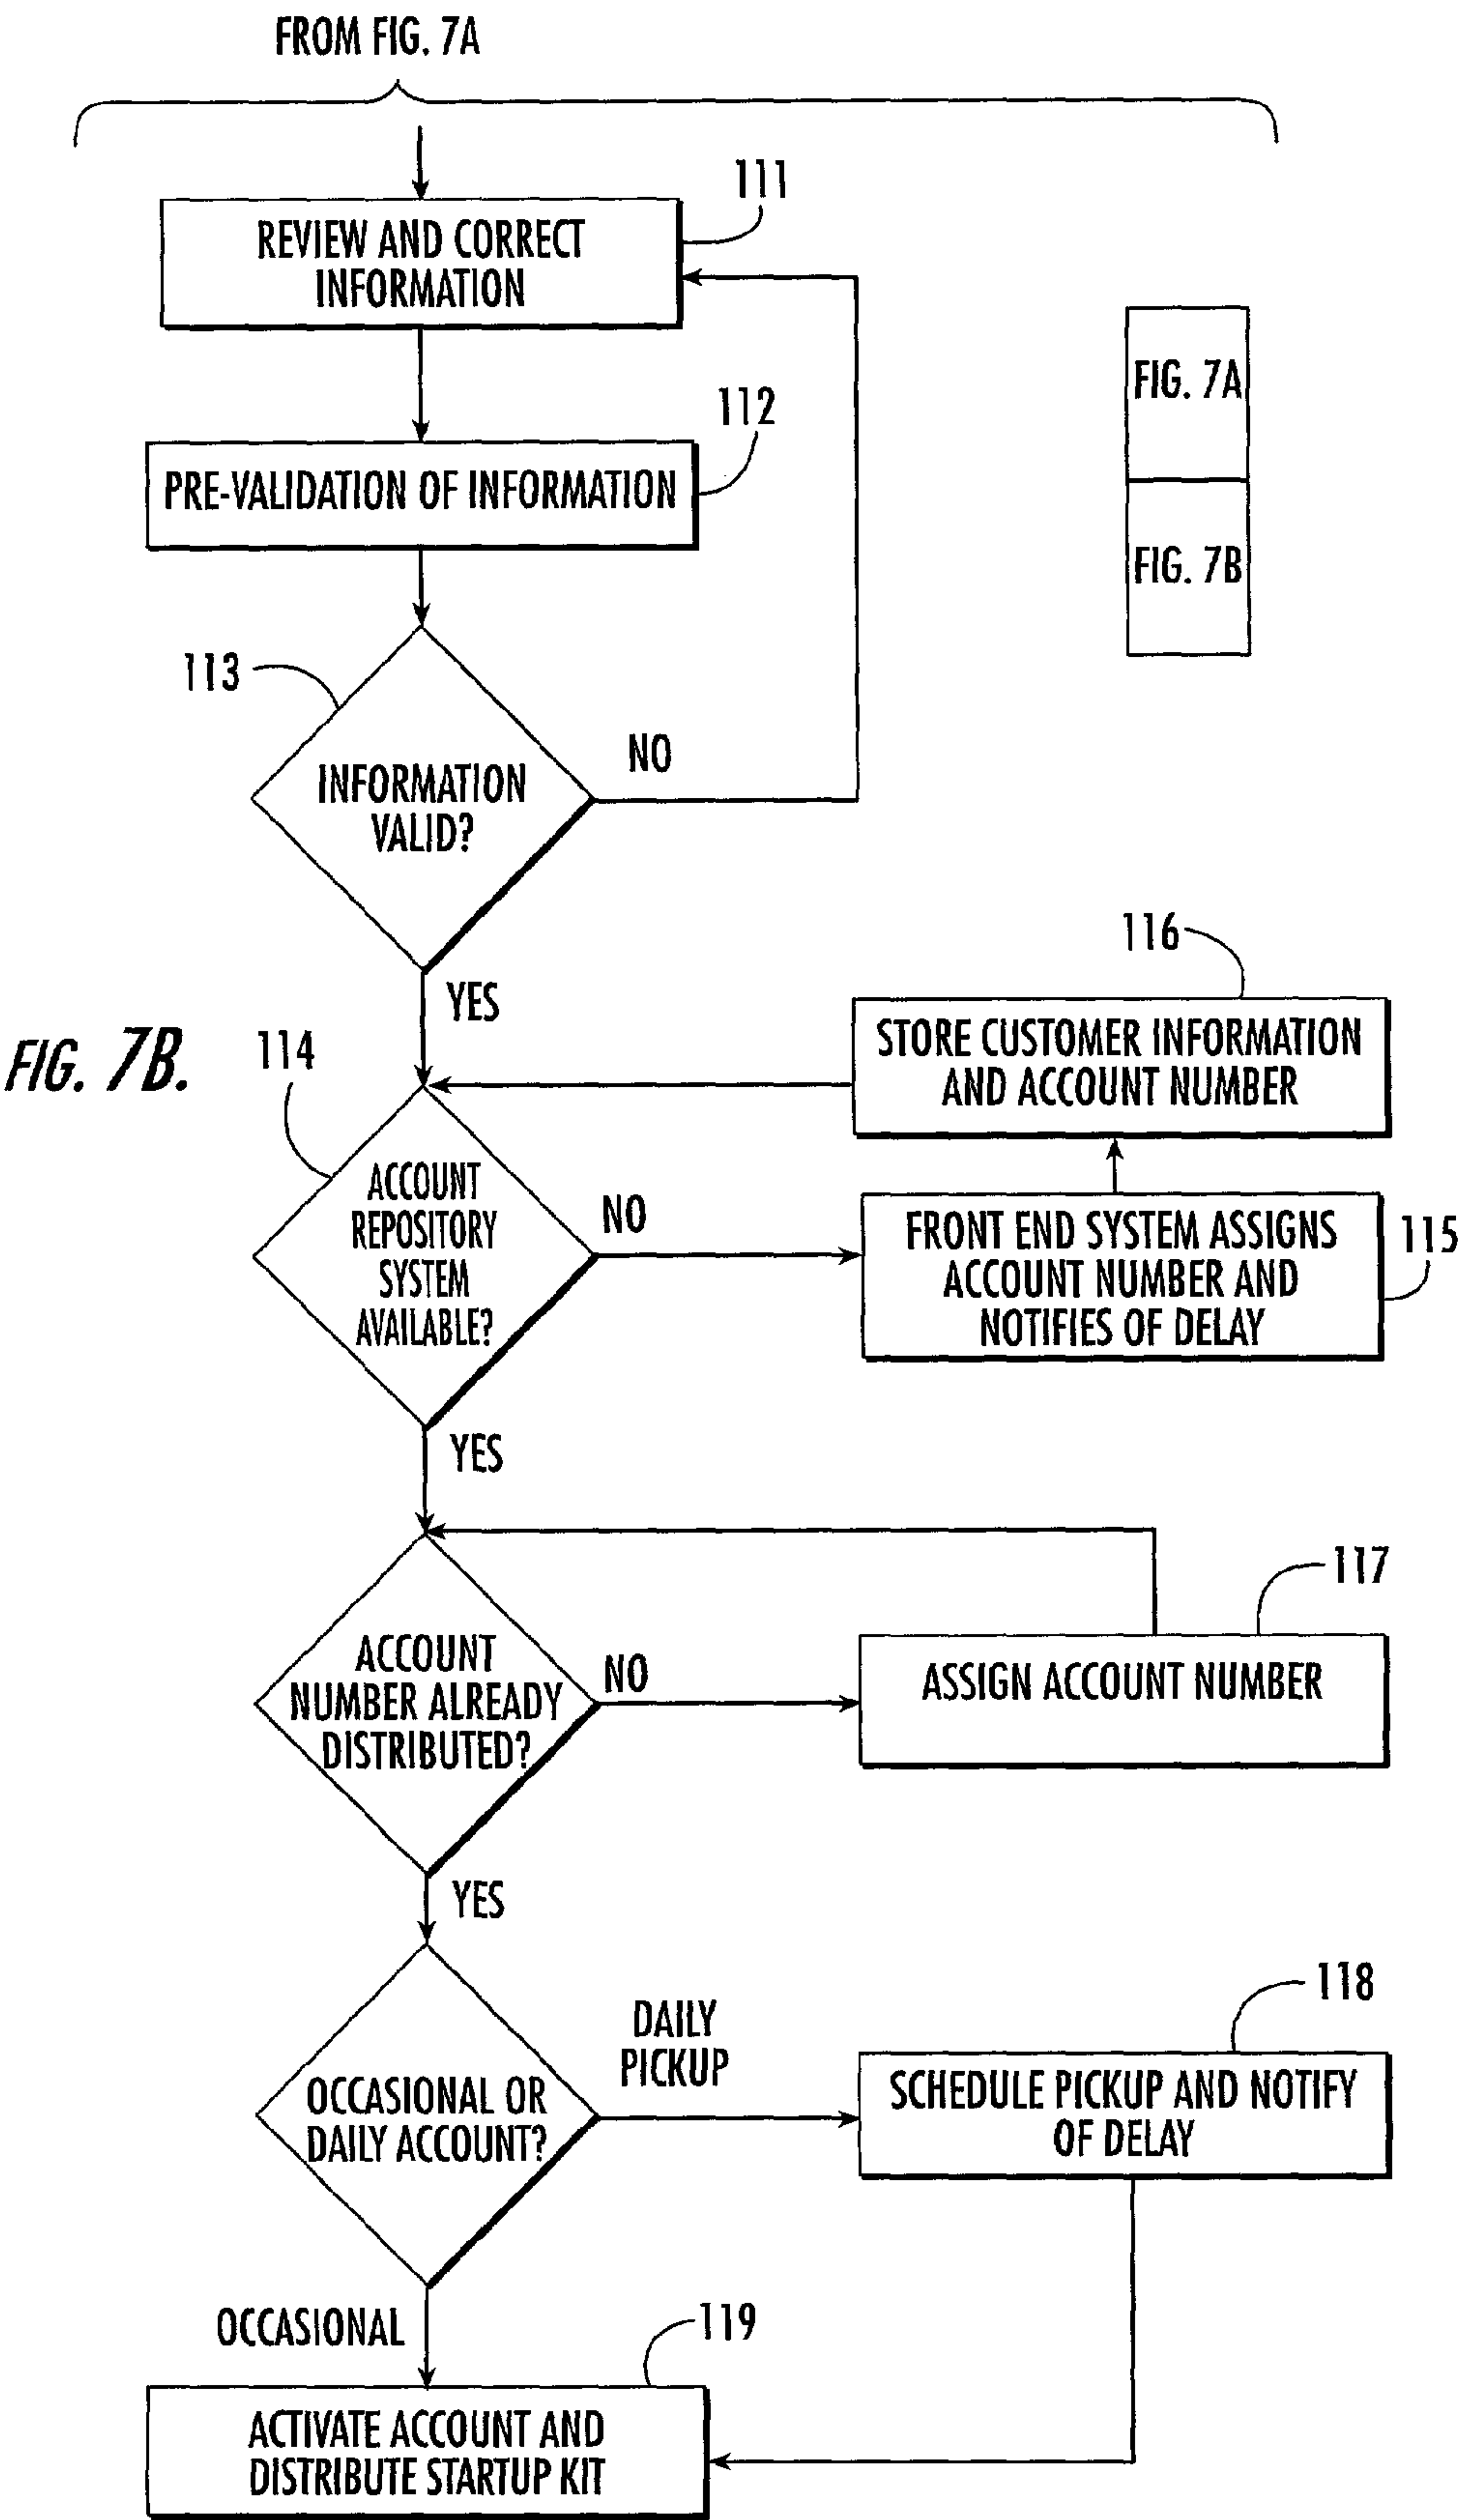 FROM FIG. 7A
111
REVIEW AND CORRECT
INFORMATION
FIG. 7A
112
PRE-VALIDATION OF INFORMATION
FIG. 7B
113
NO
INFORMATION
VALID?
116
YES
STORE CUSTOMER INFORMATION
AND ACCOUNT NUMBER
FIG. 7B.
114
ACCOUNT
REPOSITORY
SYSTEM
AVAILABLE?
NO
FRONT END SYSTEM ASSIGNS
ACCOUNT NUMBER AND
NOTIFIES OF DELAY
115
YES
117
ACCOUNT
NUMBER ALREADY
DISTRIBUTED?
NO
ASSIGN ACCOUNT NUMBER
YES
118
DAILY
PICKUP
OCCASIONAL OR
DAILY ACCOUNT?
SCHEDULE PICKUP AND NOTIFY
OF DELAY
OCCASIONAL
119
ACTIVATE ACCOUNT AND
DISTRIBUTE STARTUP KIT